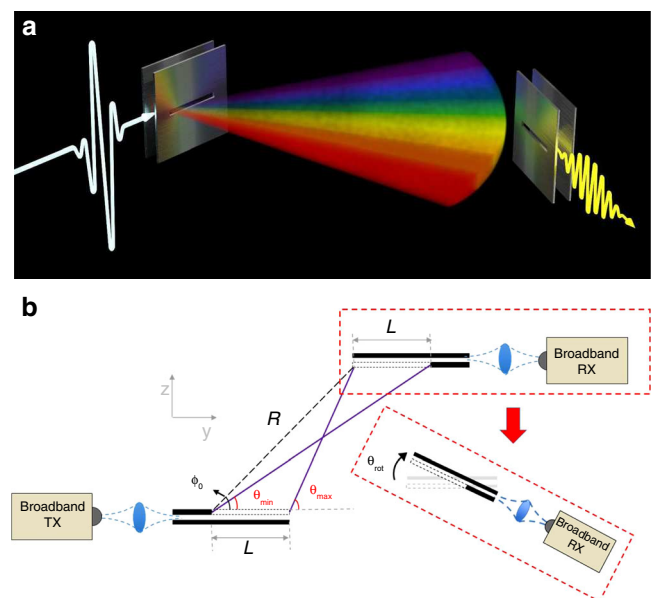 a
b
L
Broadband
RX
z
y
R
ϕ0
θmin
θmax
θrot
Broadband
TX
L
Broadband
RX